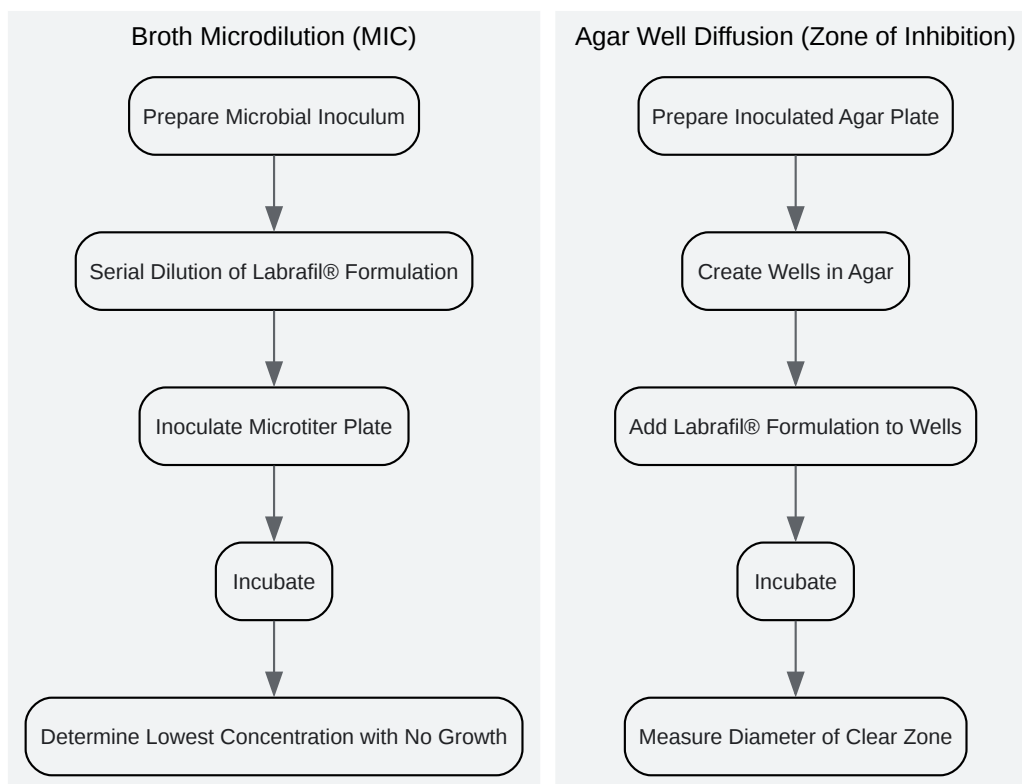 Broth Microdilution (MIC)
Prepare Microbial Inoculum
Serial Dilution of Labrafil® Formulation
Inoculate Microtiter Plate
Incubate
Determine Lowest Concentration with No Growth
Agar Well Diffusion (Zone of Inhibition)
Prepare Inoculated Agar Plate
Create Wells in Agar
Add Labrafil® Formulation to Wells
Incubate
Measure Diameter of Clear Zone